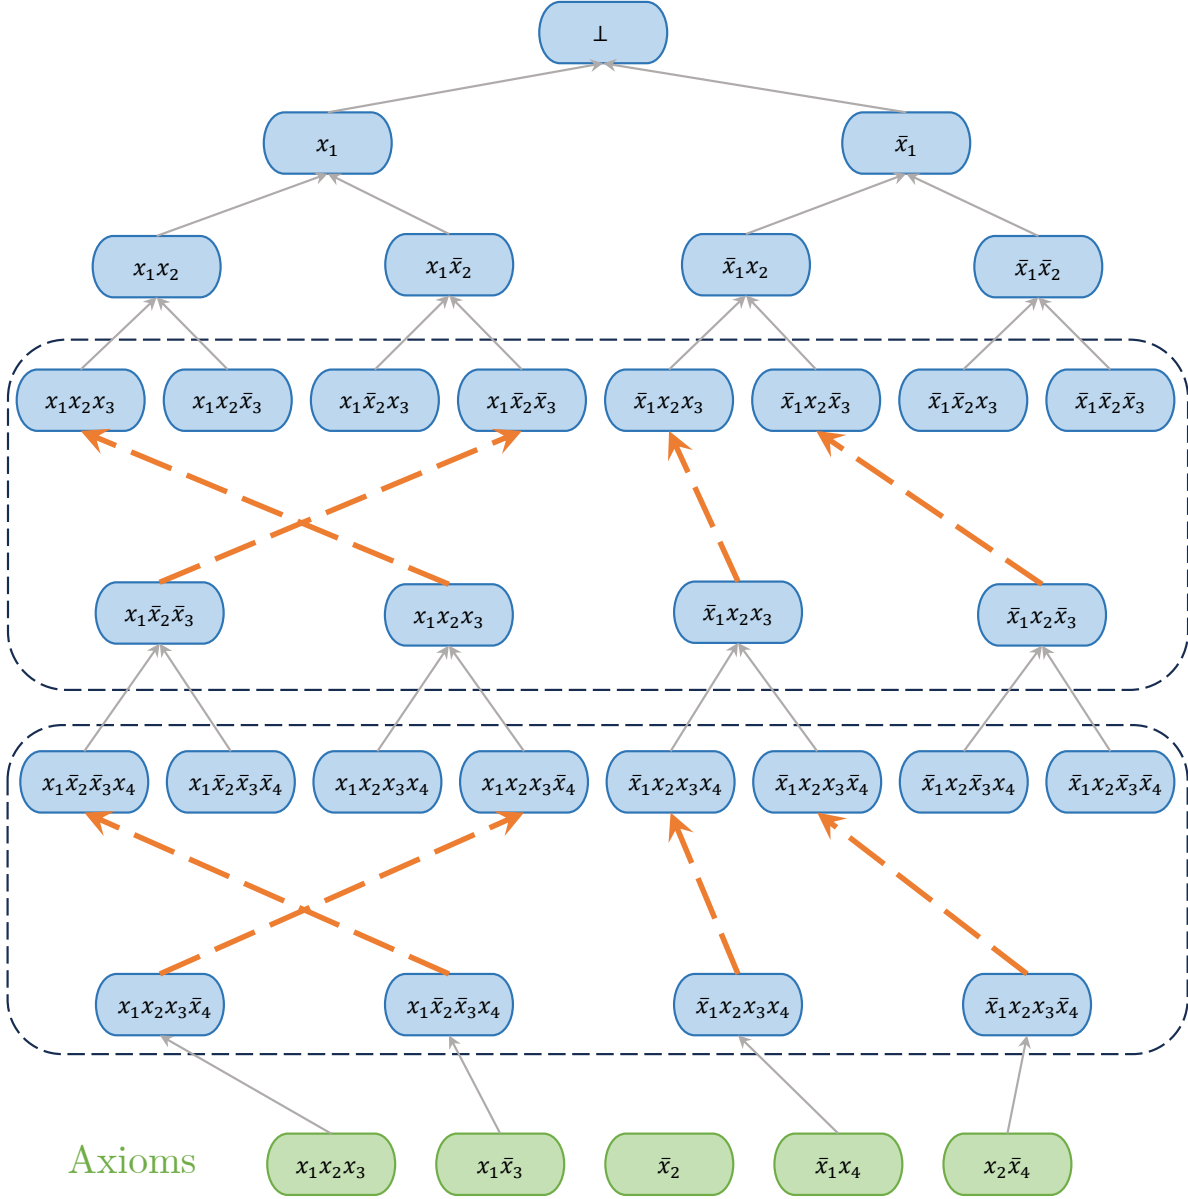 ⊥
x₁ x̄₁
x₁x₂ x₁x̄₂ x̄₁x₂ x̄₁x̄₂
x₁x₂x₃ x₁x₂x̄₃ x₁x̄₂x₃ x₁x̄₂x̄₃ x̄₁x₂x₃ x̄₁x₂x̄₃ x̄₁x̄₂x₃ x̄₁x̄₂x̄₃
x₁x̄₂x̄₃ x₁x₂x₃ x̄₁x₂x₃ x̄₁x₂x̄₃
x₁x̄₂x̄₃x₄ x₁x̄₂x̄₃x̄₄ x₁x₂x₃x₄ x₁x₂x₃x̄₄ x̄₁x₂x₃x₄ x̄₁x₂x₃x̄₄ x̄₁x₂x̄₃x₄ x̄₁x₂x̄₃x̄₄
x₁x₂x₃x̄₄ x₁x̄₂x̄₃x₄ x̄₁x₂x₃x₄ x̄₁x₂x₃x̄₄
Axioms x₁x₂x₃ x₁x̄₃ x̄₂ x̄₁x₄ x₂x̄₄